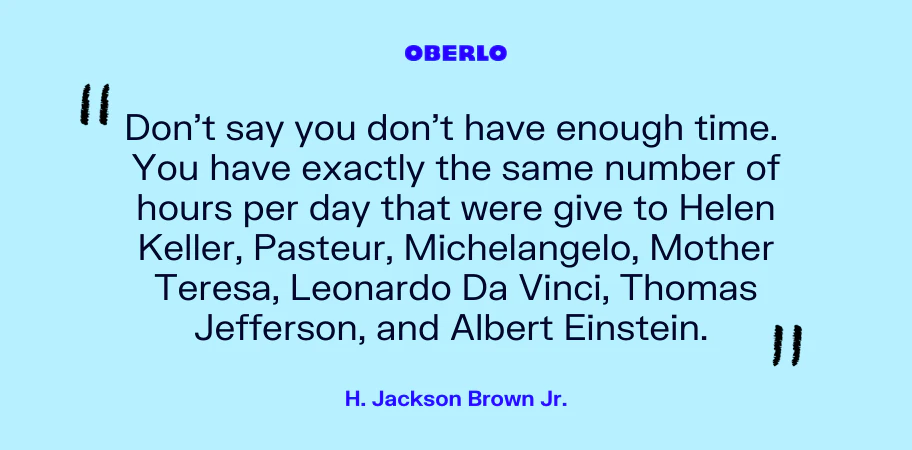 OBERLO
"Don't say you don't have enough time.
You have exactly the same number of
hours per day that were give to Helen
Keller, Pasteur, Michelangelo, Mother
Teresa, Leonardo Da Vinci, Thomas
Jefferson, and Albert Einstein."
H. Jackson Brown Jr.